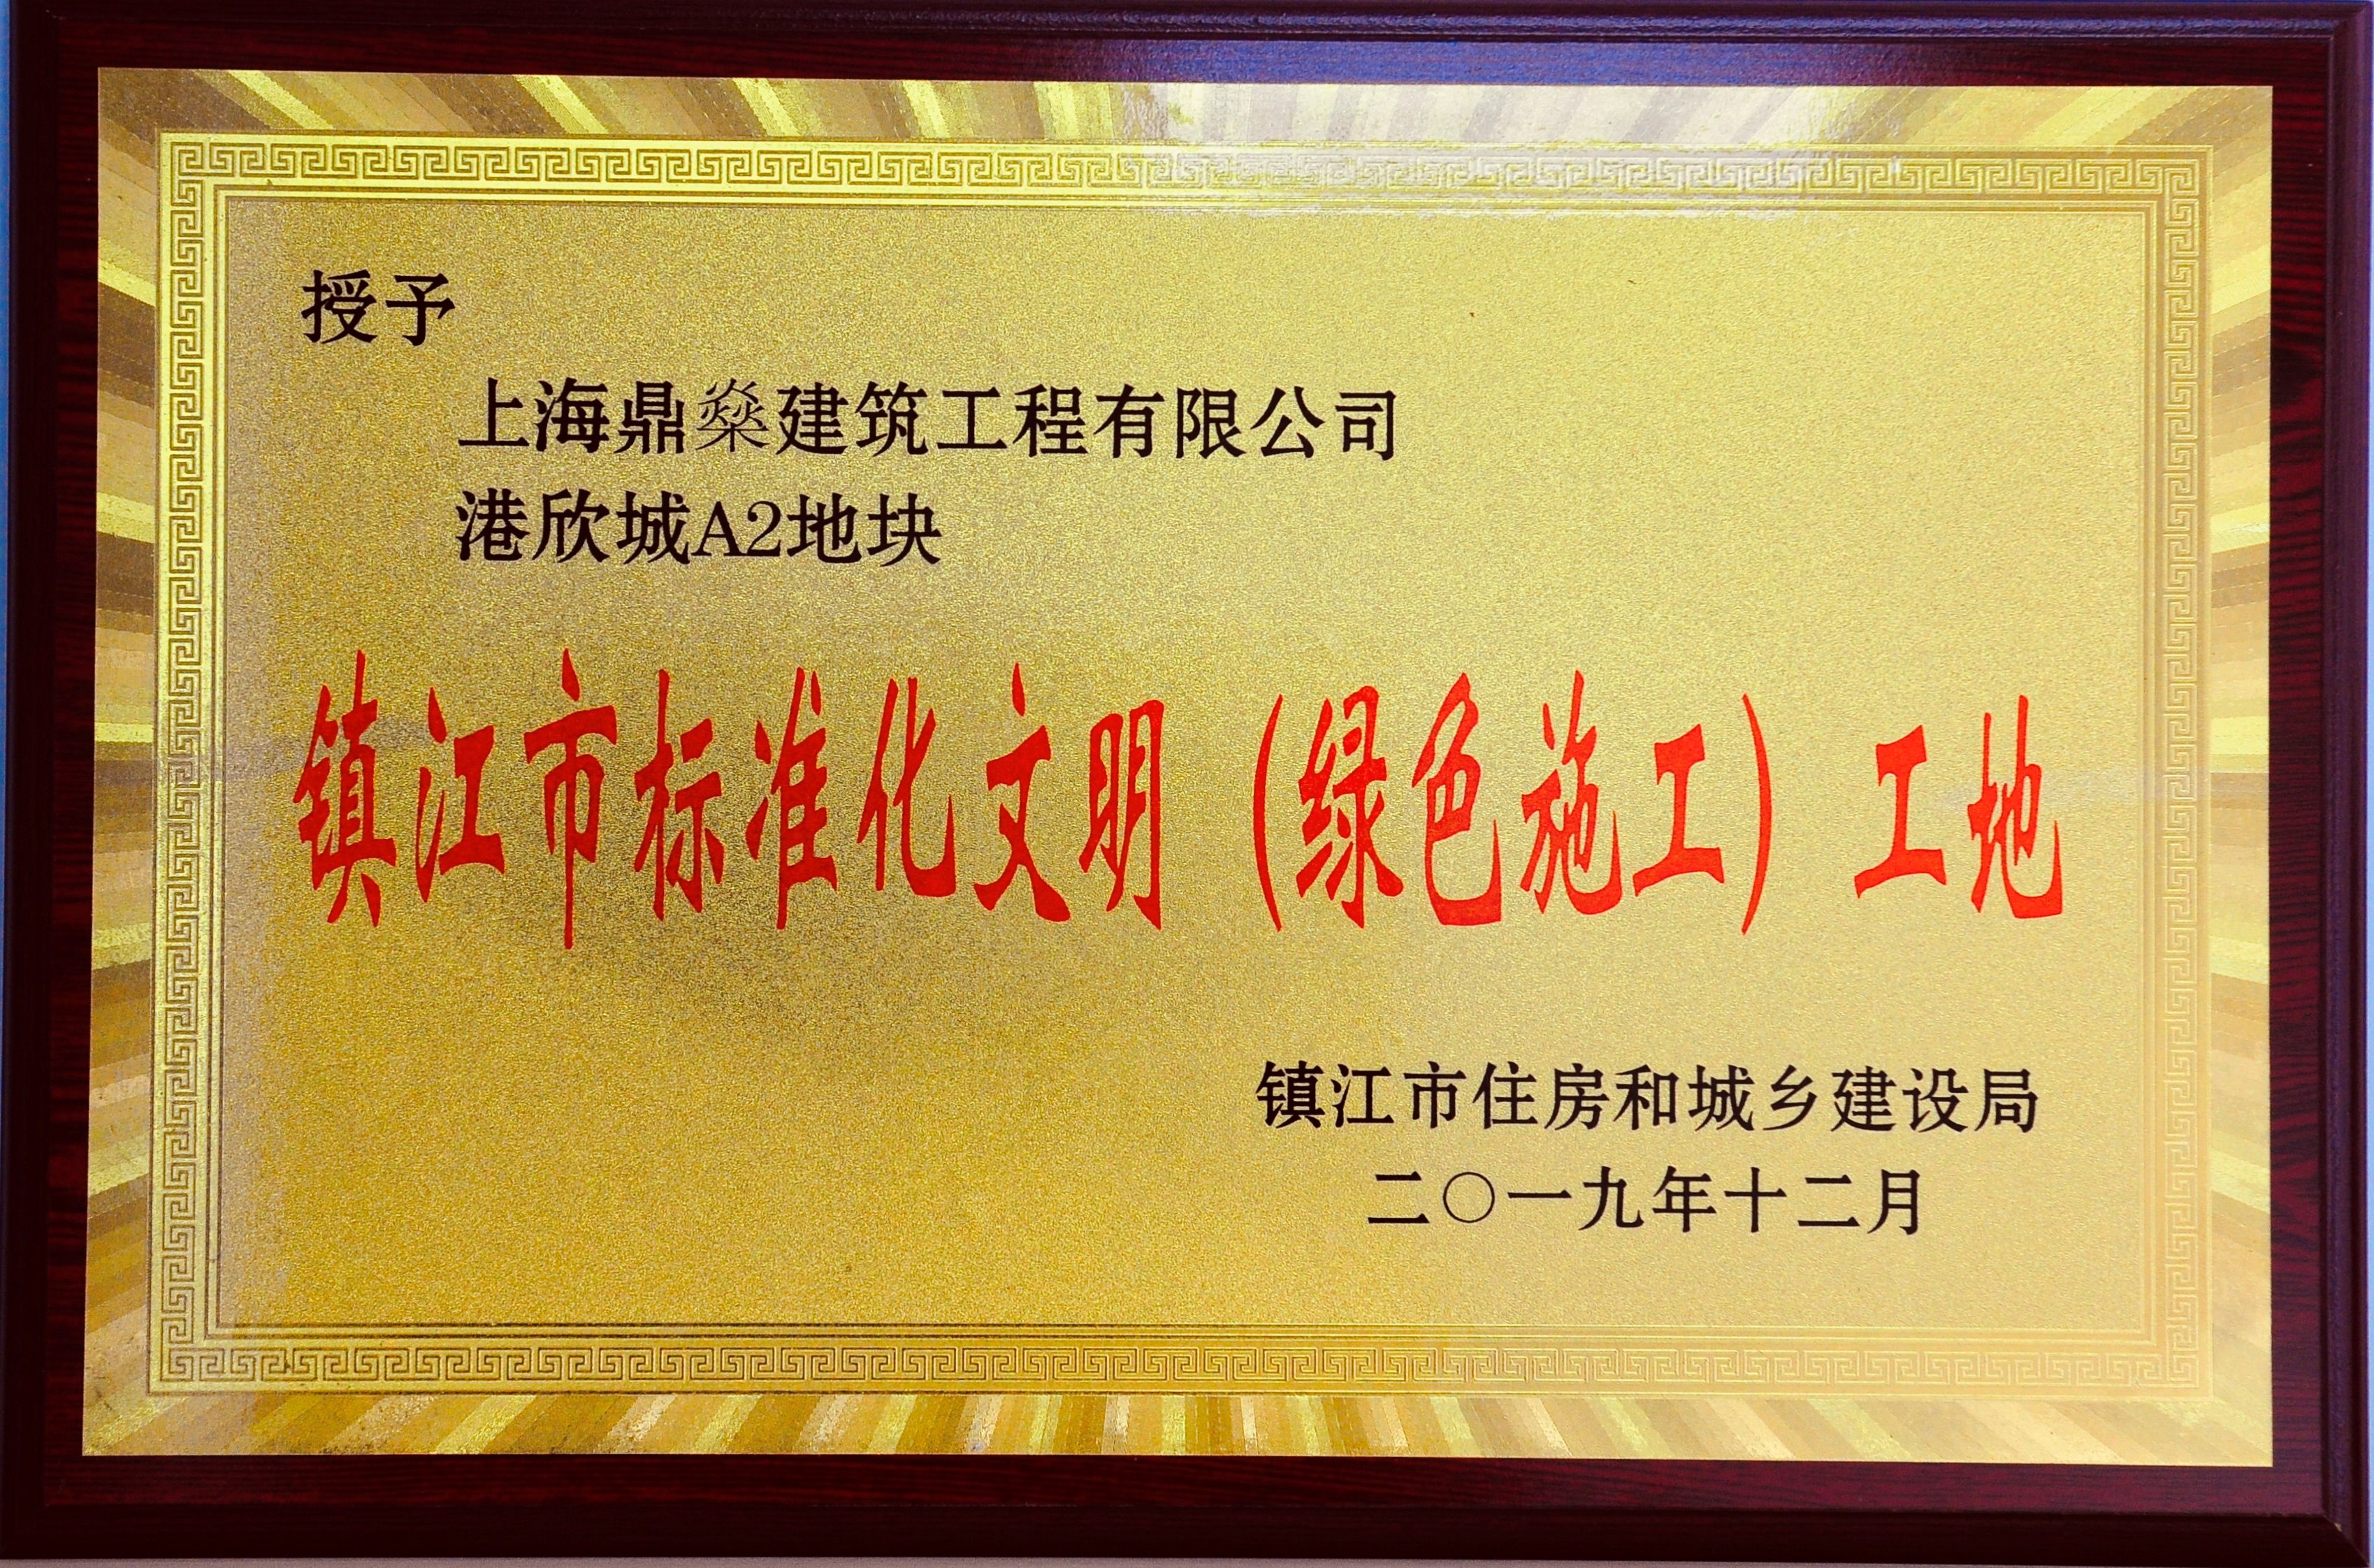 授予
上海鼎燊建筑工程有限公司
港欣城A2地块
镇江市标准化文明（绿色施工）工地
镇江市住房和城乡建设局
二〇一九年十二月